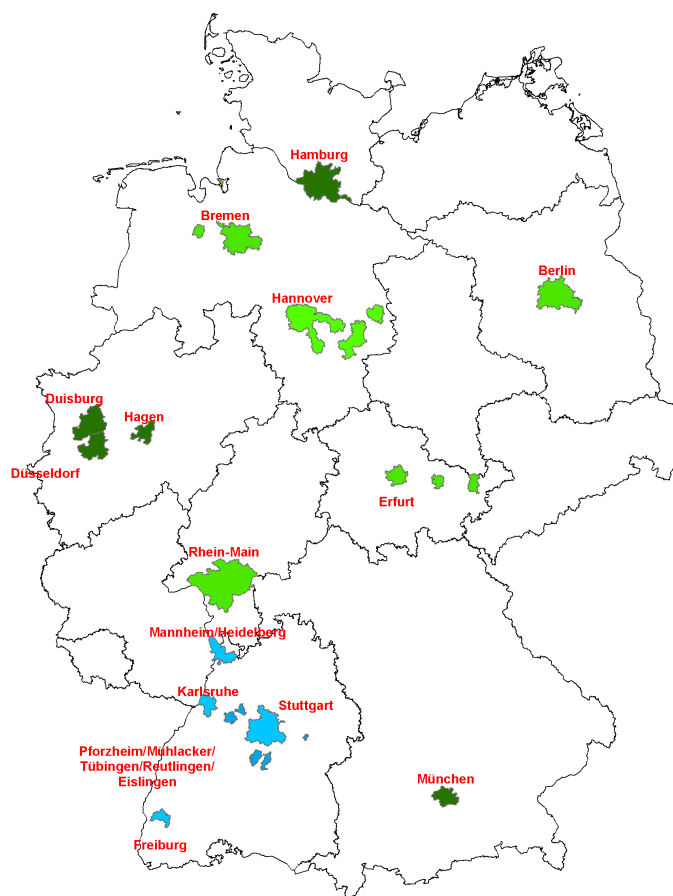 Hamburg
Bremen
Berlin
Hannover
Duisburg
Hagen
Düsseldorf
Erfurt
Rhein-Main
Mannheim/Heidelberg
Karlsruhe
Stuttgart
Pforzheim/Mühlacker/
Tübingen/Reutlingen/
Eislingen
München
Freiburg